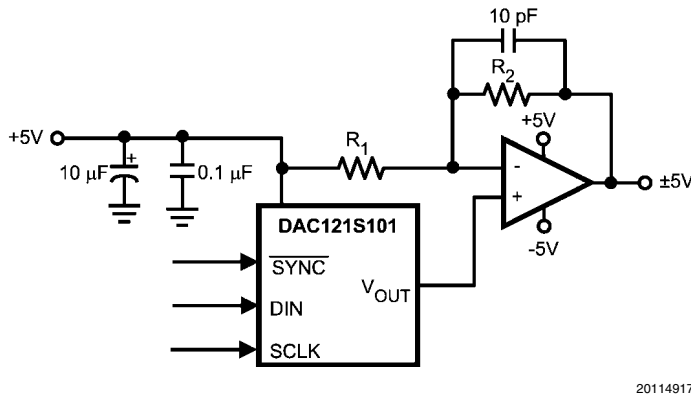 10 pF
R2
+5V
R1
+5V
10 µF
+
0.1 µF
-
+
±5V
-5V
DAC121S101
SYNC
VOUT
DIN
SCLK
20114917